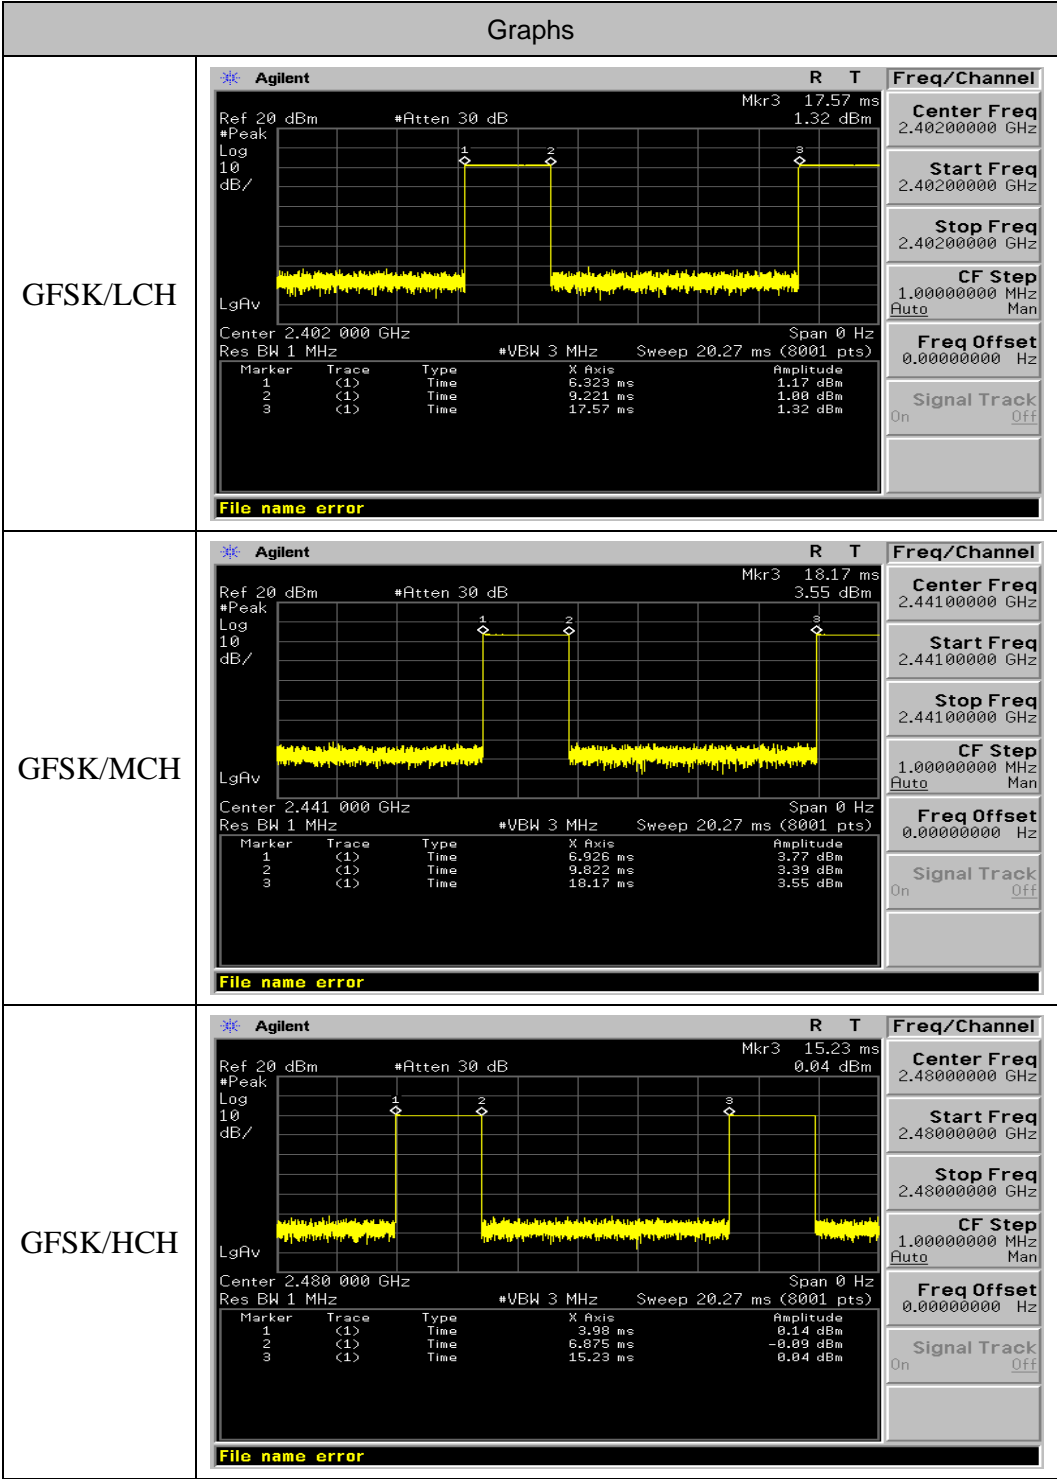 Graphs
GFSK/LCH
Agilent R T Freq/Channel
Mkr3 17.57 ms
Ref 20 dBm #Atten 30 dB 1.32 dBm
#Peak
Log
10
dB/
1 2 3
LgAv
Center 2.402 000 GHz Span 0 Hz
Res BW 1 MHz #VBW 3 MHz Sweep 20.27 ms (8001 pts)
Marker Trace Type X Axis Amplitude
1 (1) Time 6.323 ms 1.17 dBm
2 (1) Time 9.221 ms 1.00 dBm
3 (1) Time 17.57 ms 1.32 dBm
File name error
Center Freq
2.40200000 GHz
Start Freq
2.40200000 GHz
Stop Freq
2.40200000 GHz
CF Step
1.00000000 MHz
Auto Man
Freq Offset
0.00000000 Hz
Signal Track
On Off
GFSK/MCH
Agilent R T Freq/Channel
Mkr3 18.17 ms
Ref 20 dBm #Atten 30 dB 3.55 dBm
#Peak
Log
10
dB/
1 2 3
LgAv
Center 2.441 000 GHz Span 0 Hz
Res BW 1 MHz #VBW 3 MHz Sweep 20.27 ms (8001 pts)
Marker Trace Type X Axis Amplitude
1 (1) Time 6.926 ms 3.77 dBm
2 (1) Time 9.822 ms 3.39 dBm
3 (1) Time 18.17 ms 3.55 dBm
File name error
Center Freq
2.44100000 GHz
Start Freq
2.44100000 GHz
Stop Freq
2.44100000 GHz
CF Step
1.00000000 MHz
Auto Man
Freq Offset
0.00000000 Hz
Signal Track
On Off
GFSK/HCH
Agilent R T Freq/Channel
Mkr3 15.23 ms
Ref 20 dBm #Atten 30 dB 0.04 dBm
#Peak
Log
10
dB/
1 2 3
LgAv
Center 2.480 000 GHz Span 0 Hz
Res BW 1 MHz #VBW 3 MHz Sweep 20.27 ms (8001 pts)
Marker Trace Type X Axis Amplitude
1 (1) Time 3.98 ms 0.14 dBm
2 (1) Time 6.875 ms -0.09 dBm
3 (1) Time 15.23 ms 0.04 dBm
File name error
Center Freq
2.48000000 GHz
Start Freq
2.48000000 GHz
Stop Freq
2.48000000 GHz
CF Step
1.00000000 MHz
Auto Man
Freq Offset
0.00000000 Hz
Signal Track
On Off